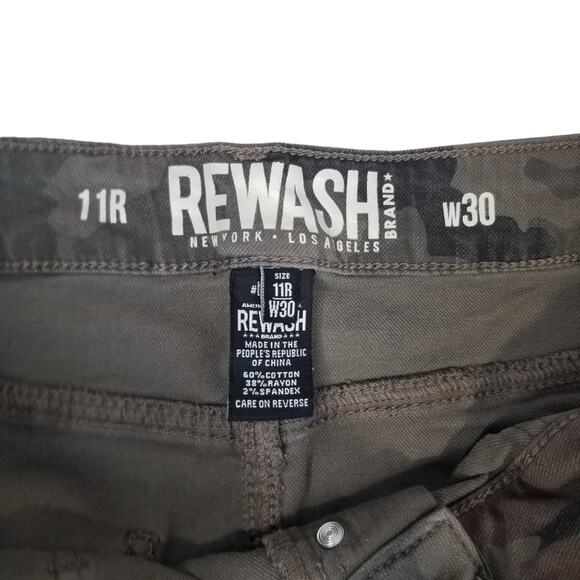 11R
REWASH
BRAND
NEW YORK • LOS ANGELES
W30
SIZE
11R
W30
#
REWASH
BRAND
MADE IN THE
PEOPLE'S REPUBLIC
OF CHINA
60%COTTON
38%RAYON
2%SPANDEX
CARE ON REVERSE